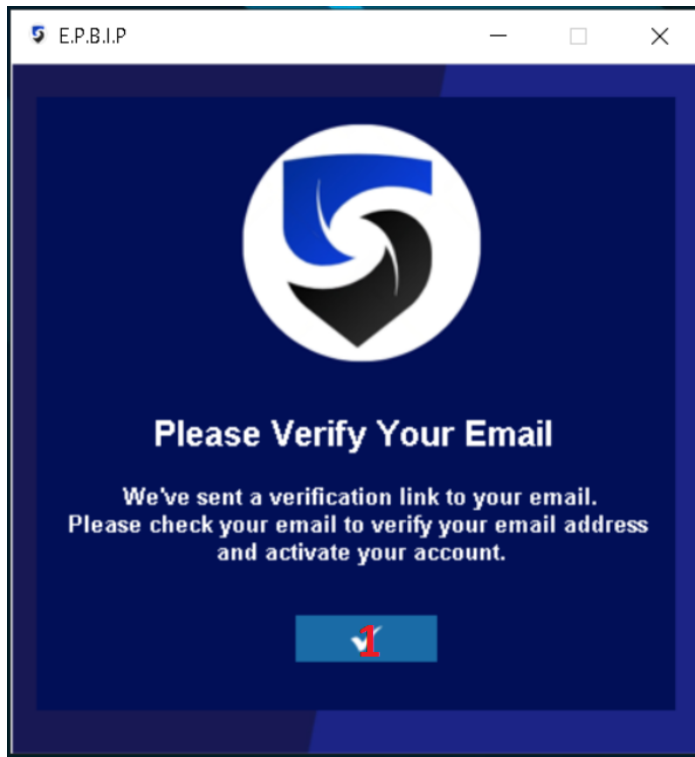 E.P.B.I.P
Please Verify Your Email
We've sent a verification link to your email.
Please check your email to verify your email address
and activate your account.
1